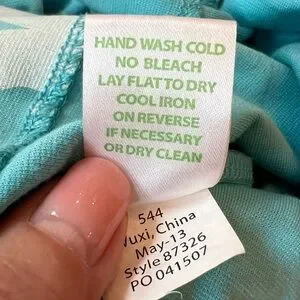 HAND WASH COLD
NO BLEACH
LAY FLAT TO DRY
COOL IRON
ON REVERSE
IF NECESSARY
OR DRY CLEAN
544
Wuxi, China
May-13
Style 87326
PO 041507